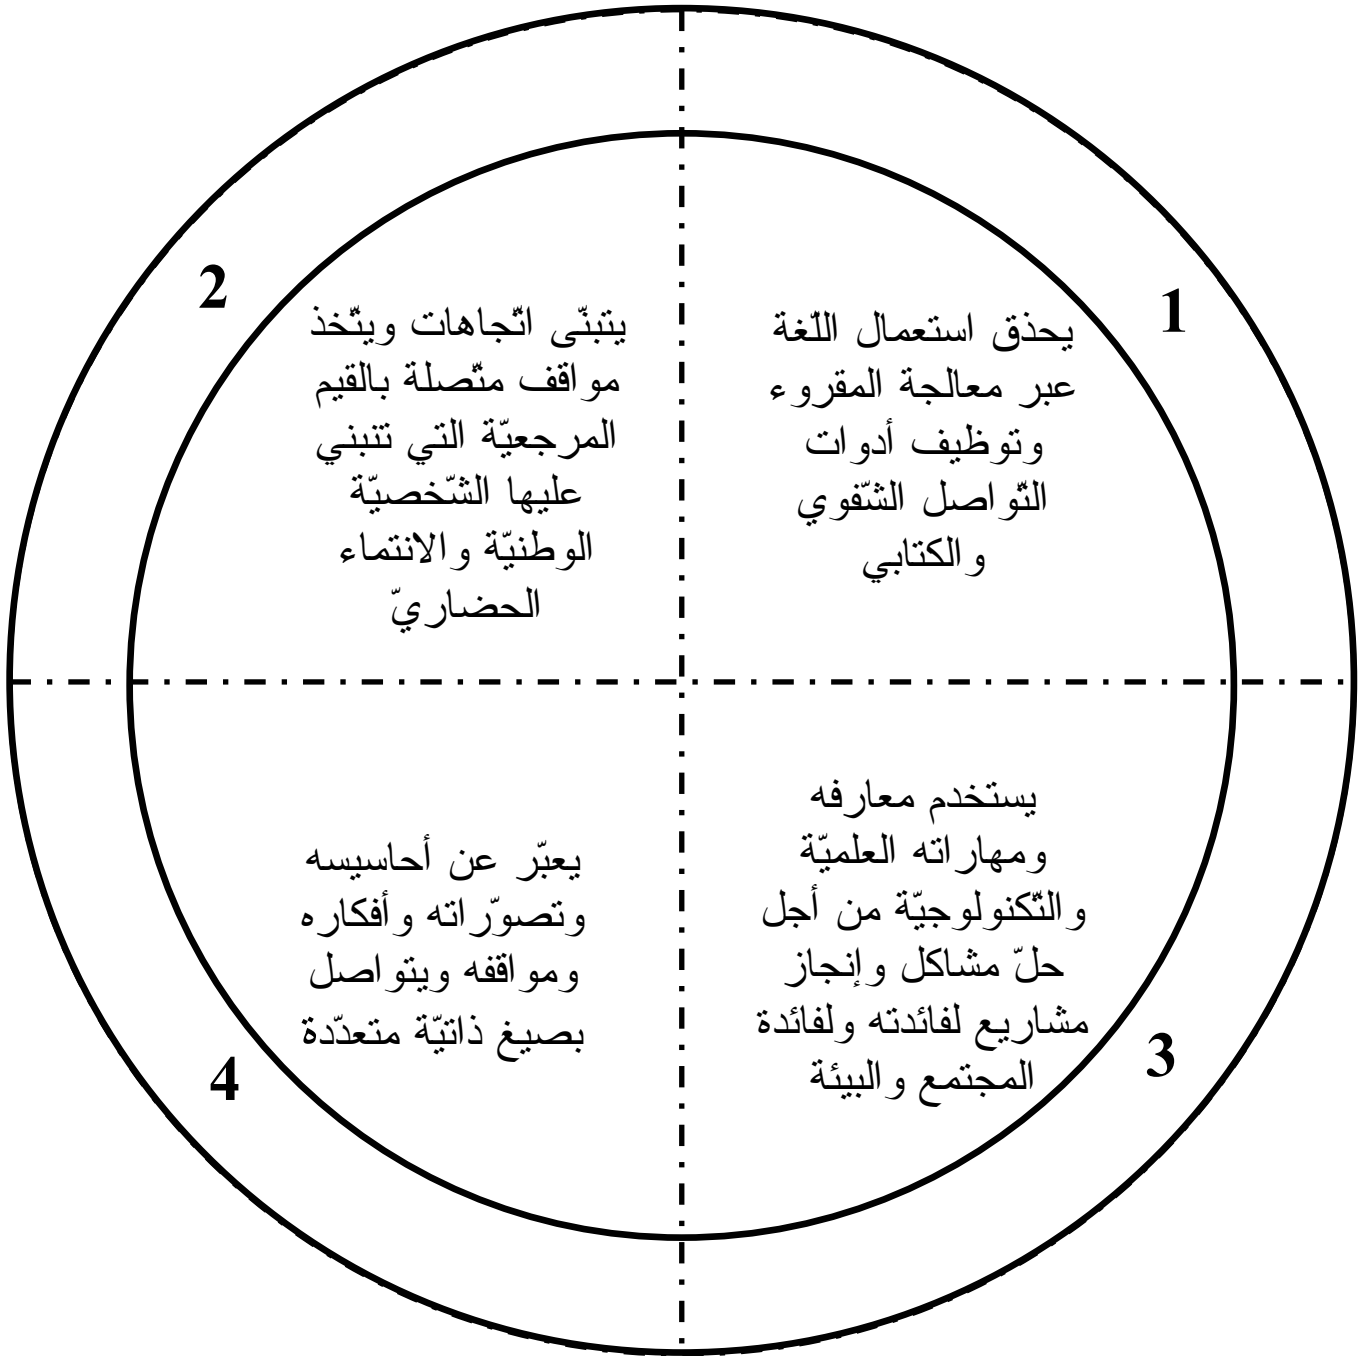 1
يحذق استعمال اللّغة
عبر معالجة المقروء
وتوظيف أدوات
التّواصل الشّفوي
والكتابي
2
يتبنّى اتّجاهات ويتّخذ
مواقف متّصلة بالقيم
المرجعيّة التي تنبني
عليها الشّخصيّة
الوطنيّة والانتماء
الحضاريّ
3
يستخدم معارفه
ومهاراته العلميّة
والتّكنولوجيّة من أجل
حلّ مشاكل وإنجاز
مشاريع لفائدته ولفائدة
المجتمع والبيئة
4
يعبّر عن أحاسيسه
وتصوّراته وأفكاره
ومواقفه ويتواصل
بصيغ ذاتيّة متعدّدة